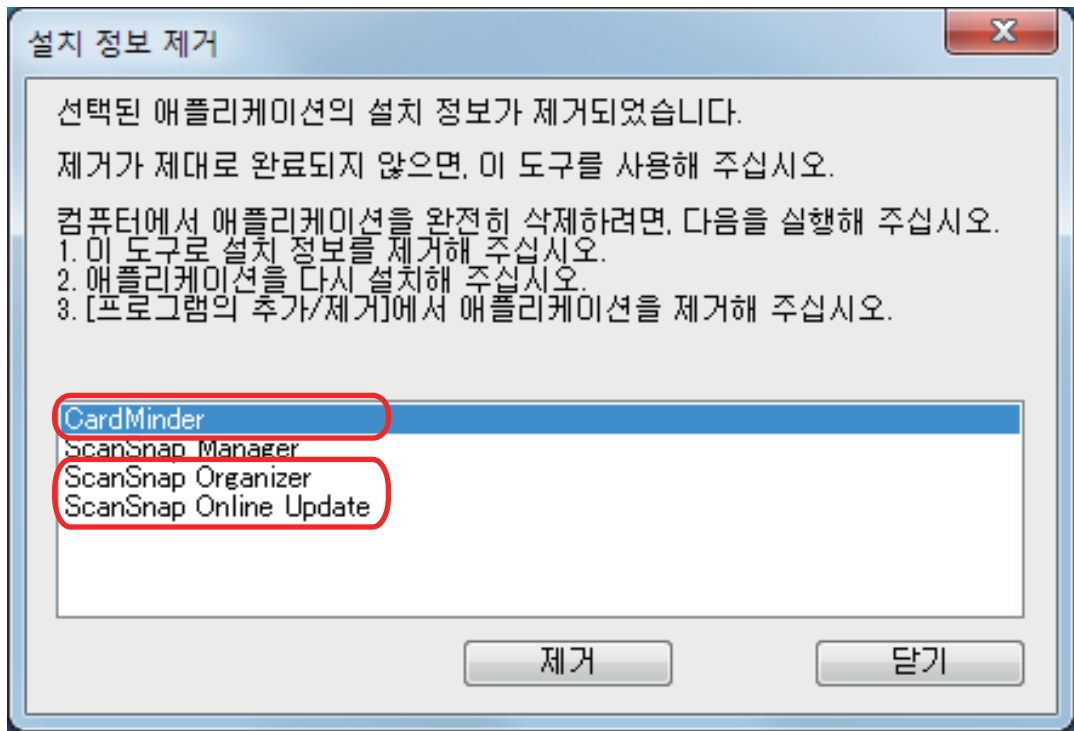 설치 정보 제거
선택된 애플리케이션의 설치 정보가 제거되었습니다.
제거가 제대로 완료되지 않으면, 이 도구를 사용해 주십시오.
컴퓨터에서 애플리케이션을 완전히 삭제하려면, 다음을 실행해 주십시오.
1. 이 도구로 설치 정보를 제거해 주십시오.
2. 애플리케이션을 다시 설치해 주십시오.
3. [프로그램의 추가/제거]에서 애플리케이션을 제거해 주십시오.
CardMinder
ScanSnap Manager
ScanSnap Organizer
ScanSnap Online Update
제거 닫기